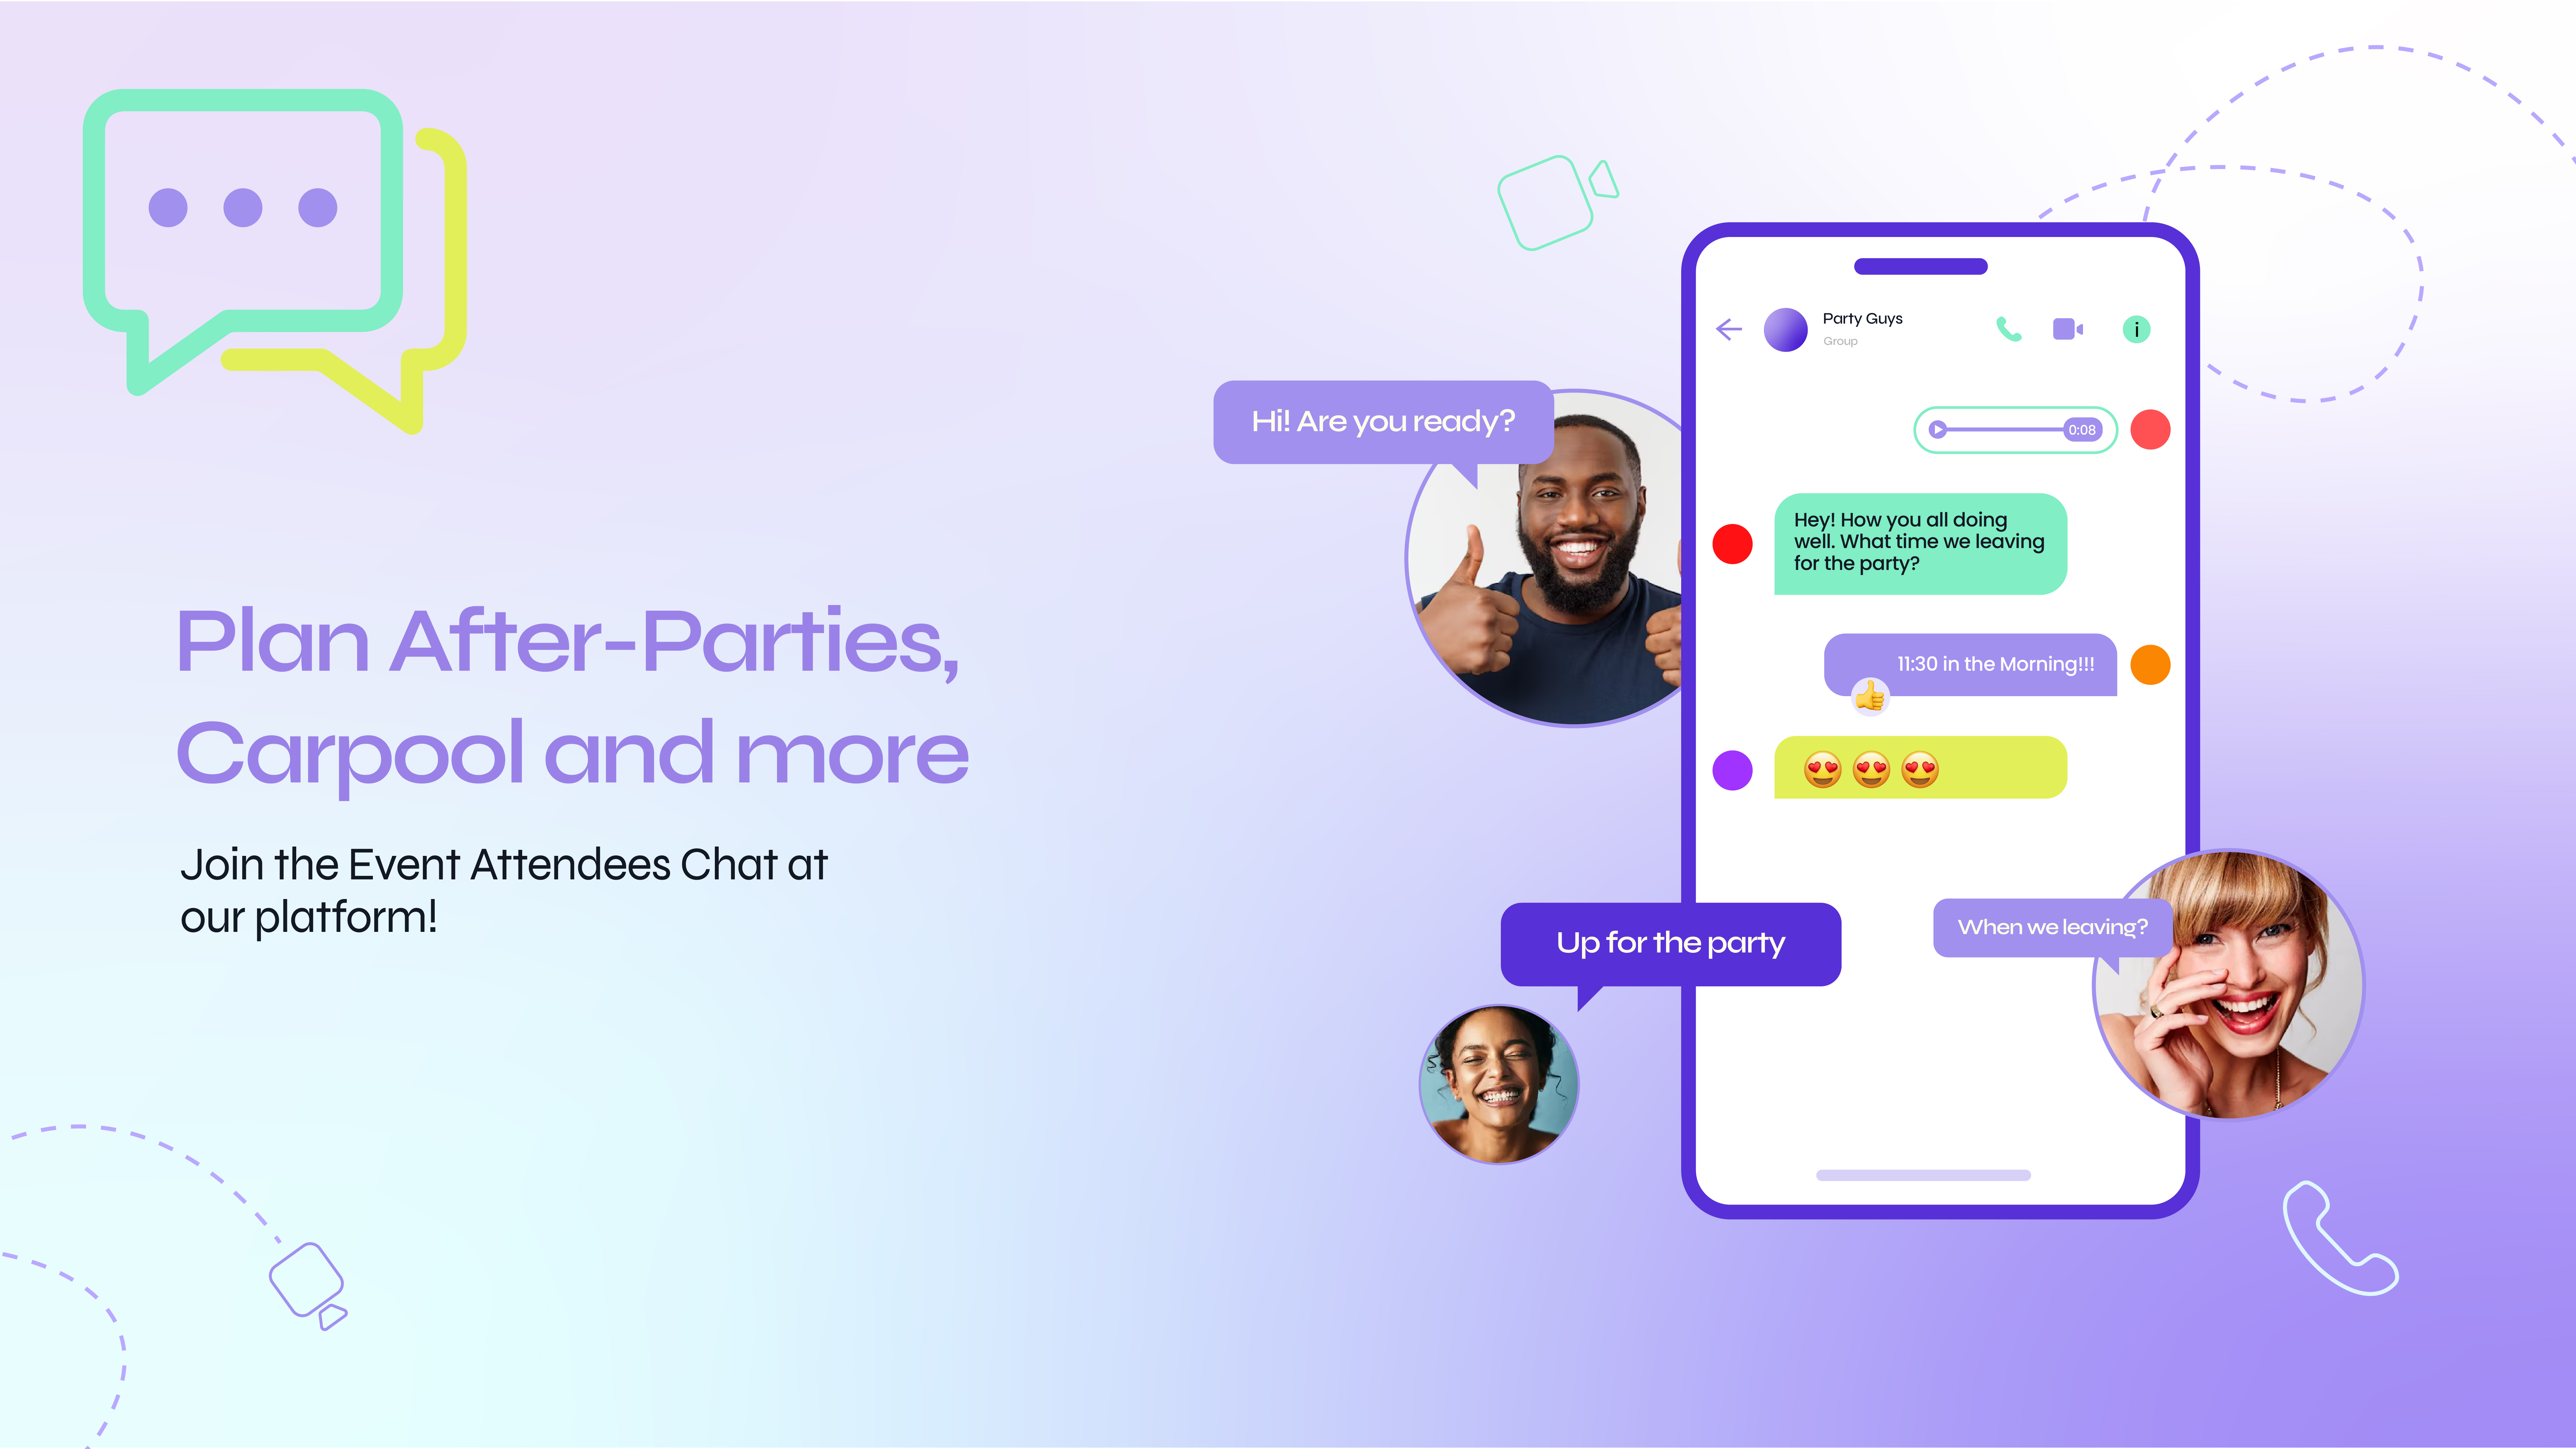 Plan After-Parties,
Carpool and more
Join the Event Attendees Chat at
our platform!
Hi! Are you ready?
Party Guys
Group
i
0:08
Hey! How you all doing
well. What time we leaving
for the party?
11:30 in the Morning!!!
Up for the party
When we leaving?